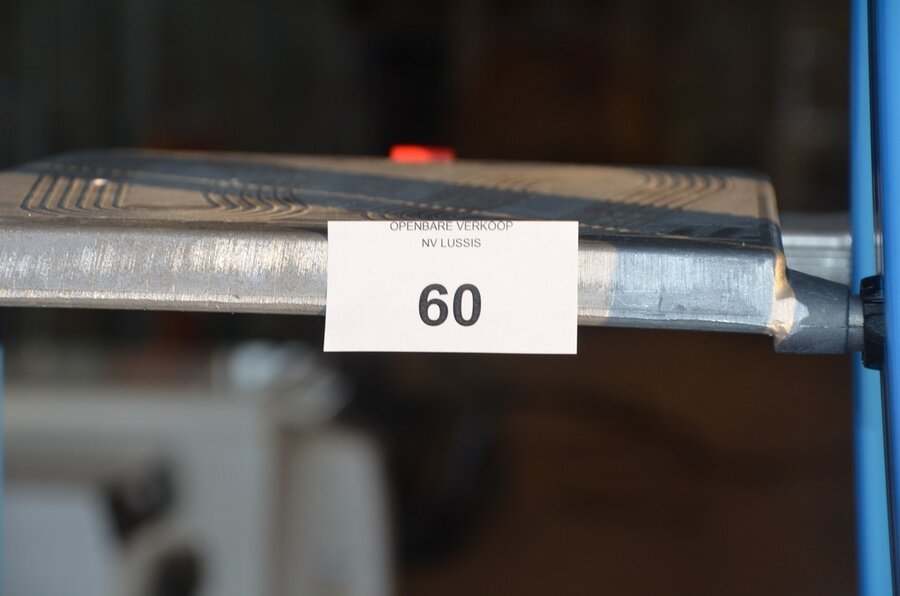 OPENBARE VERKOOP
NV LUSSIS
60